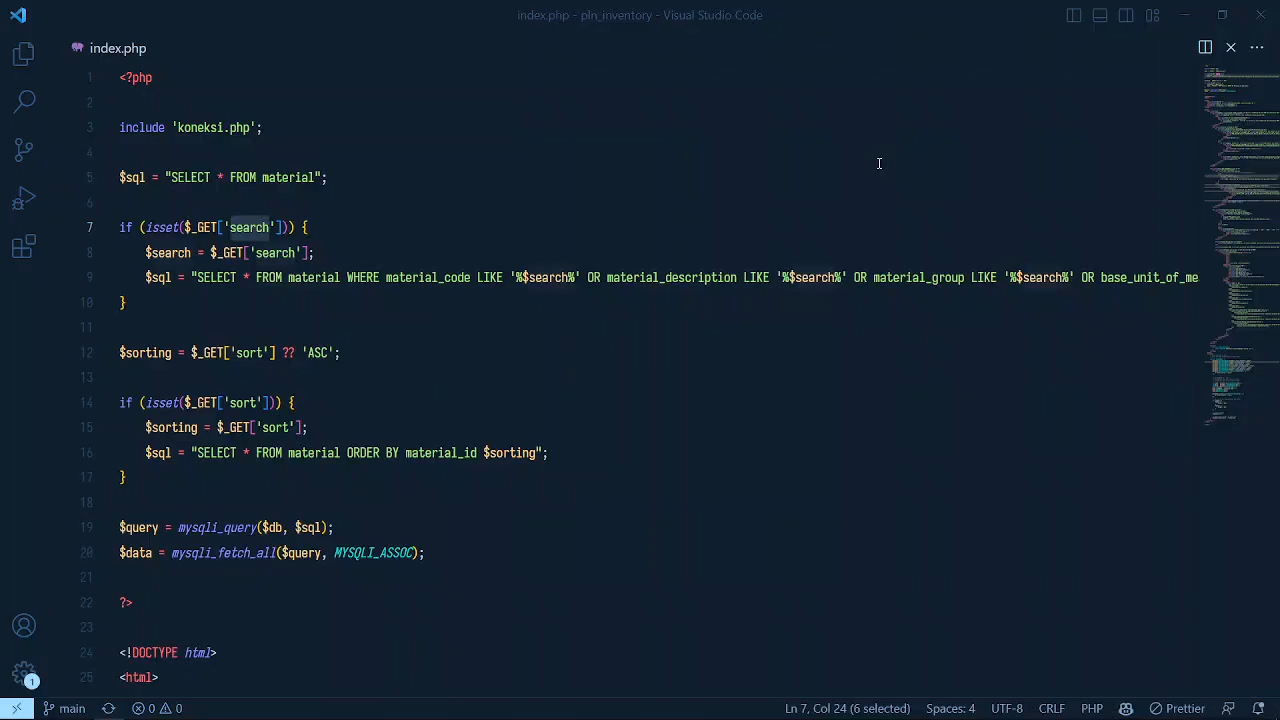 index.php - pln_inventory - Visual Studio Code
index.php
1 <?php
2
3 include 'koneksi.php';
4
5 $sql = "SELECT * FROM material";
6
7 if (isset($_GET['search'])) {
8 $search = $_GET['search'];
9 $sql = "SELECT * FROM material WHERE material_code LIKE '%$search%' OR material_description LIKE '%$search%' OR material_group LIKE '%$search%' OR base_unit_of_me
10 }
11
12 $sorting = $_GET['sort'] ?? 'ASC';
13
14 if (isset($_GET['sort'])) {
15 $sorting = $_GET['sort'];
16 $sql = "SELECT * FROM material ORDER BY material_id $sorting";
17 }
18
19 $query = mysqli_query($db, $sql);
20 $data = mysqli_fetch_all($query, MYSQLI_ASSOC);
21
22 ?>
23
24 <!DOCTYPE html>
25 <html>
1
main 0 0 Ln 7, Col 24 (6 selected) Spaces: 4 UTF-8 CRLF PHP Prettier